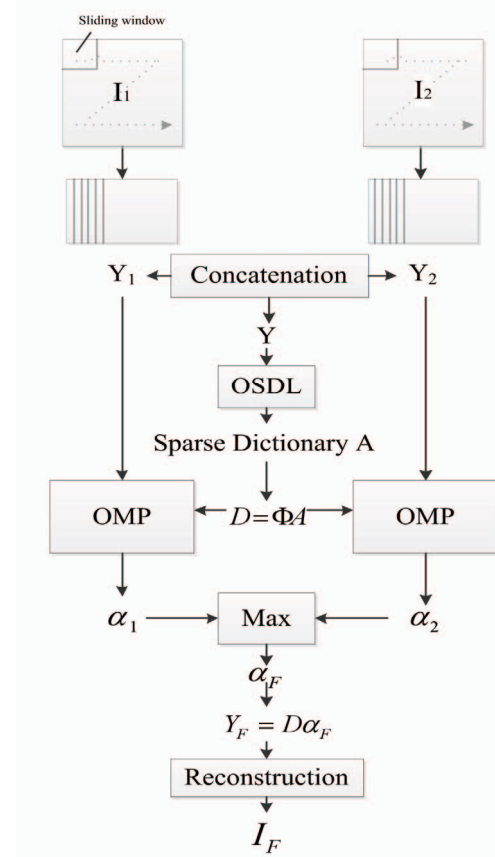 Sliding window
I1
I2
Y1
Concatenation
Y2
Y
OSDL
Sparse Dictionary A
OMP
D=ΦA
OMP
α1
Max
α2
αF
YF = DαF
Reconstruction
IF